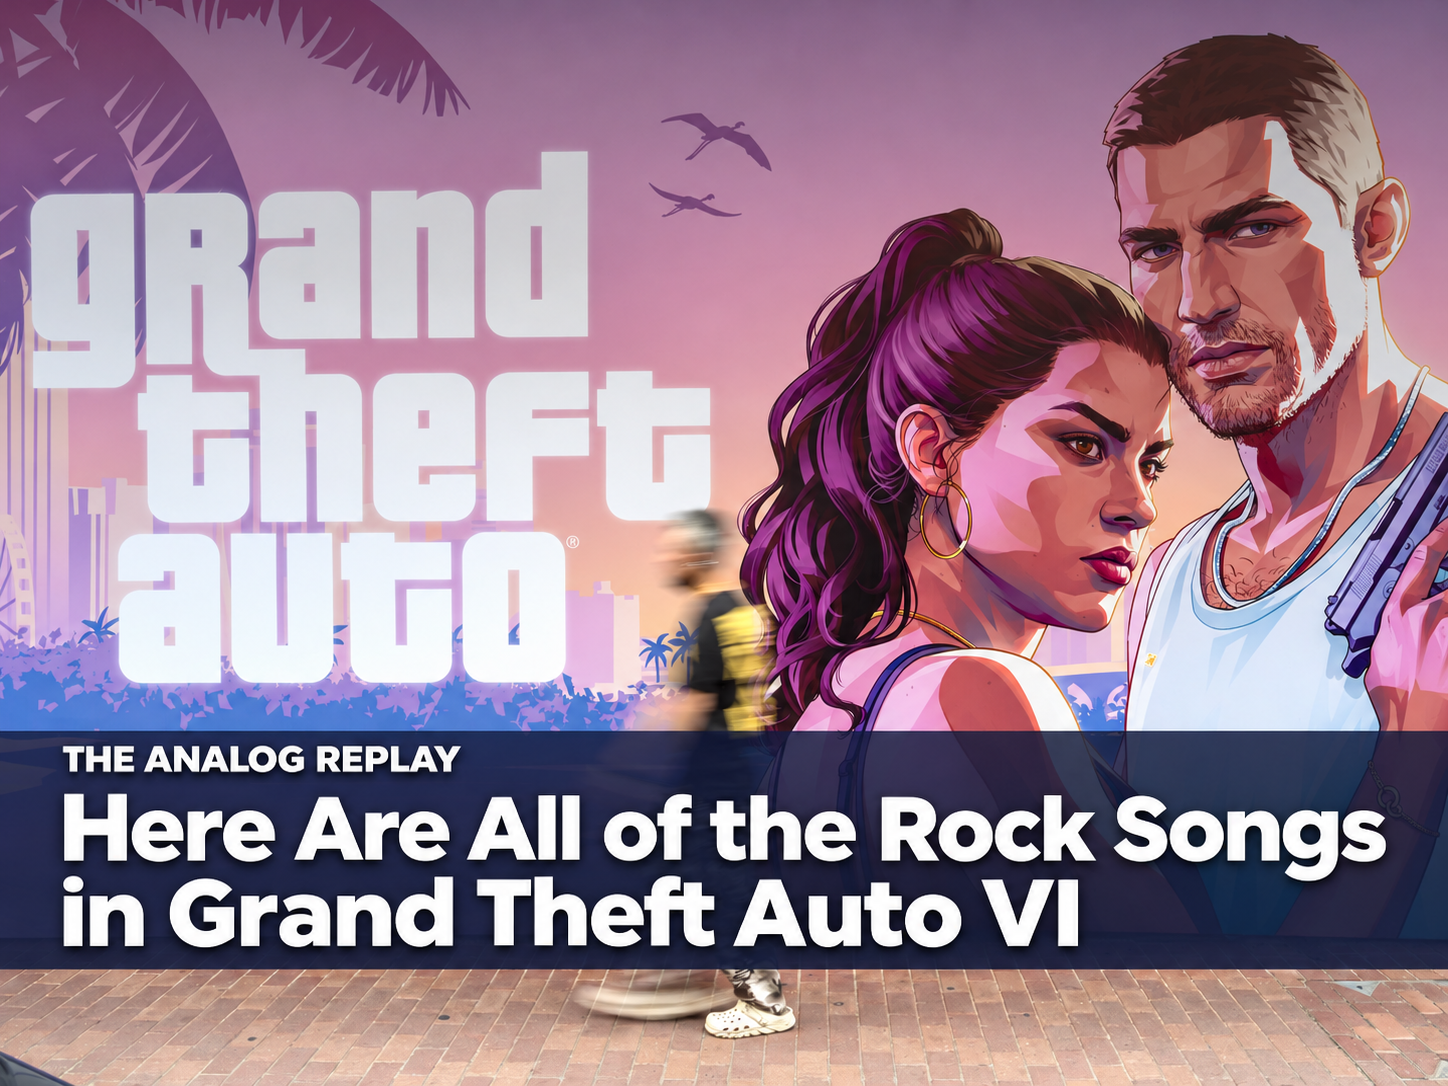 grand
theft
auto®
THE ANALOG REPLAY
Here Are All of the Rock Songs
in Grand Theft Auto VI